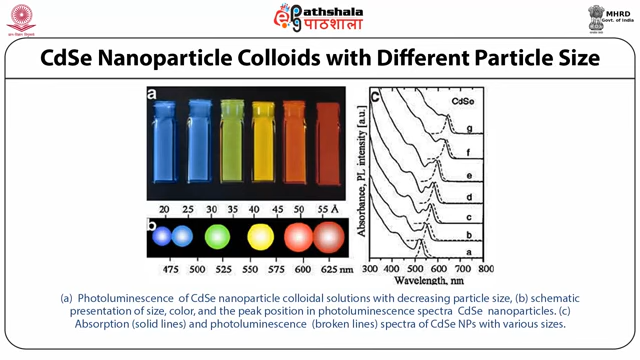 ePathshala
पाठशाला
MHRD
Govt. of India
CdSe Nanoparticle Colloids with Different Particle Size
a
20 25 30 35 40 45 50 55 Å
b
475 500 525 550 575 600 625 nm
c
CdSe
g
f
e
d
c
b
a
Absorbance, PL intensity [a.u.]
300 400 500 600 700 800
Wavelength, nm
(a) Photoluminescence of CdSe nanoparticle colloidal solutions with decreasing particle size, (b) schematic
presentation of size, color, and the peak position in photoluminescence spectra CdSe nanoparticles. (c)
Absorption (solid lines) and photoluminescence (broken lines) spectra of CdSe NPs with various sizes.